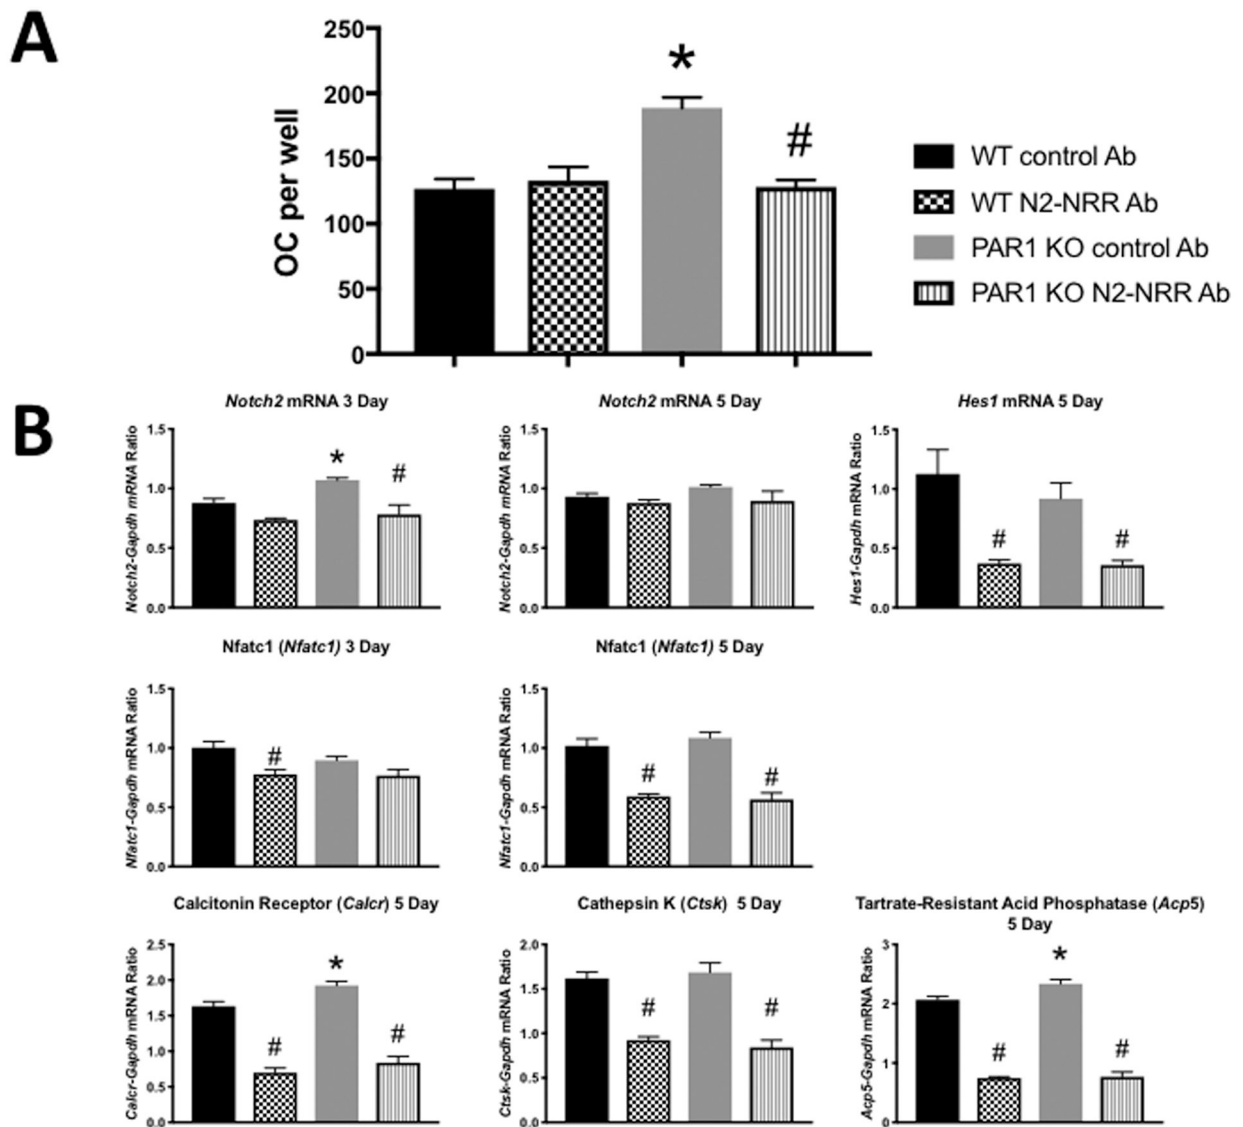 A
250
200
150
100
50
0
OC per well
*
#
WT control Ab
WT N2-NRR Ab
PAR1 KO control Ab
PAR1 KO N2-NRR Ab
B
Notch2 mRNA 3 Day
Notch2-Gapdh mRNA Ratio
1.5
1.0
0.5
0.0
*
#
Notch2 mRNA 5 Day
Notch2-Gapdh mRNA Ratio
1.5
1.0
0.5
0.0
Hes1 mRNA 5 Day
Hes1-Gapdh mRNA Ratio
1.5
1.0
0.5
0.0
#
#
Nfatc1 (Nfatc1) 3 Day
Nfatc1-Gapdh mRNA Ratio
1.5
1.0
0.5
0.0
#
Nfatc1 (Nfatc1) 5 Day
Nfatc1-Gapdh mRNA Ratio
1.5
1.0
0.5
0.0
#
#
Calcitonin Receptor (Calcr) 5 Day
Calcr-Gapdh mRNA Ratio
2.5
2.0
1.5
1.0
0.5
0.0
#
*
#
Cathepsin K (Ctsk) 5 Day
Ctsk-Gapdh mRNA Ratio
2.0
1.5
1.0
0.5
0.0
#
#
Tartrate-Resistant Acid Phosphatase (Acp5)
5 Day
Acp5-Gapdh mRNA Ratio
3
2
1
0
#
*
#